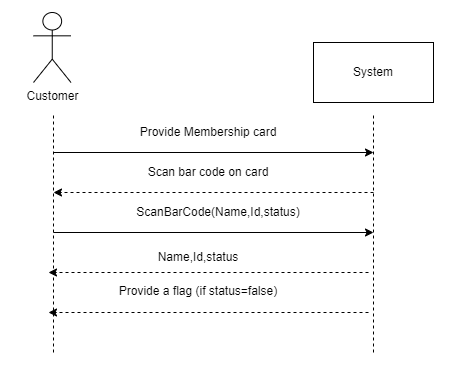 System
Customer
Provide Membership card
Scan bar code on card
ScanBarCode(Name,Id,status)
Name,Id,status
Provide a flag (if status=false)